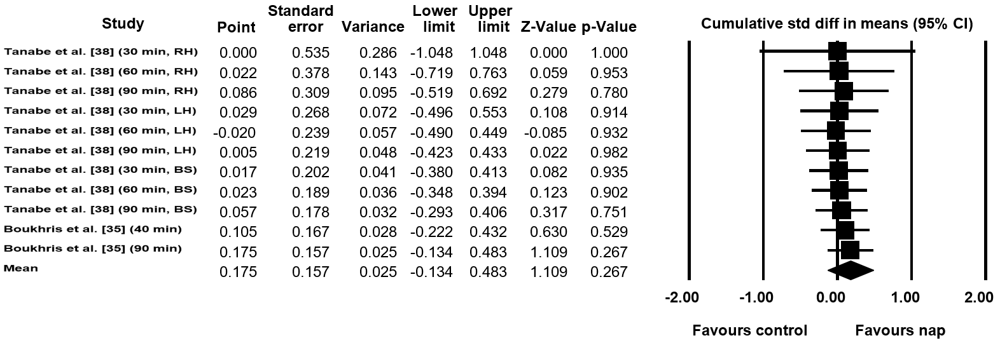 Study Point Standard error Variance Lower limit Upper limit Z-Value p-Value Cumulative std diff in means (95% CI)
Tanabe et al. [38] (30 min, RH) 0.000 0.535 0.286 -1.048 1.048 0.000 1.000
Tanabe et al. [38] (60 min, RH) 0.022 0.378 0.143 -0.719 0.763 0.059 0.953
Tanabe et al. [38] (90 min, RH) 0.086 0.309 0.095 -0.519 0.692 0.279 0.780
Tanabe et al. [38] (30 min, LH) 0.029 0.268 0.072 -0.496 0.553 0.108 0.914
Tanabe et al. [38] (60 min, LH) -0.020 0.239 0.057 -0.490 0.449 -0.085 0.932
Tanabe et al. [38] (90 min, LH) 0.005 0.219 0.048 -0.423 0.433 0.022 0.982
Tanabe et al. [38] (30 min, BS) 0.017 0.202 0.041 -0.380 0.413 0.082 0.935
Tanabe et al. [38] (60 min, BS) 0.023 0.189 0.036 -0.348 0.394 0.123 0.902
Tanabe et al. [38] (90 min, BS) 0.057 0.178 0.032 -0.293 0.406 0.317 0.751
Boukhris et al. [35] (40 min) 0.105 0.167 0.028 -0.222 0.432 0.630 0.529
Boukhris et al. [35] (90 min) 0.175 0.157 0.025 -0.134 0.483 1.109 0.267
Mean 0.175 0.157 0.025 -0.134 0.483 1.109 0.267
-2.00 -1.00 0.00 1.00 2.00
Favours control Favours nap